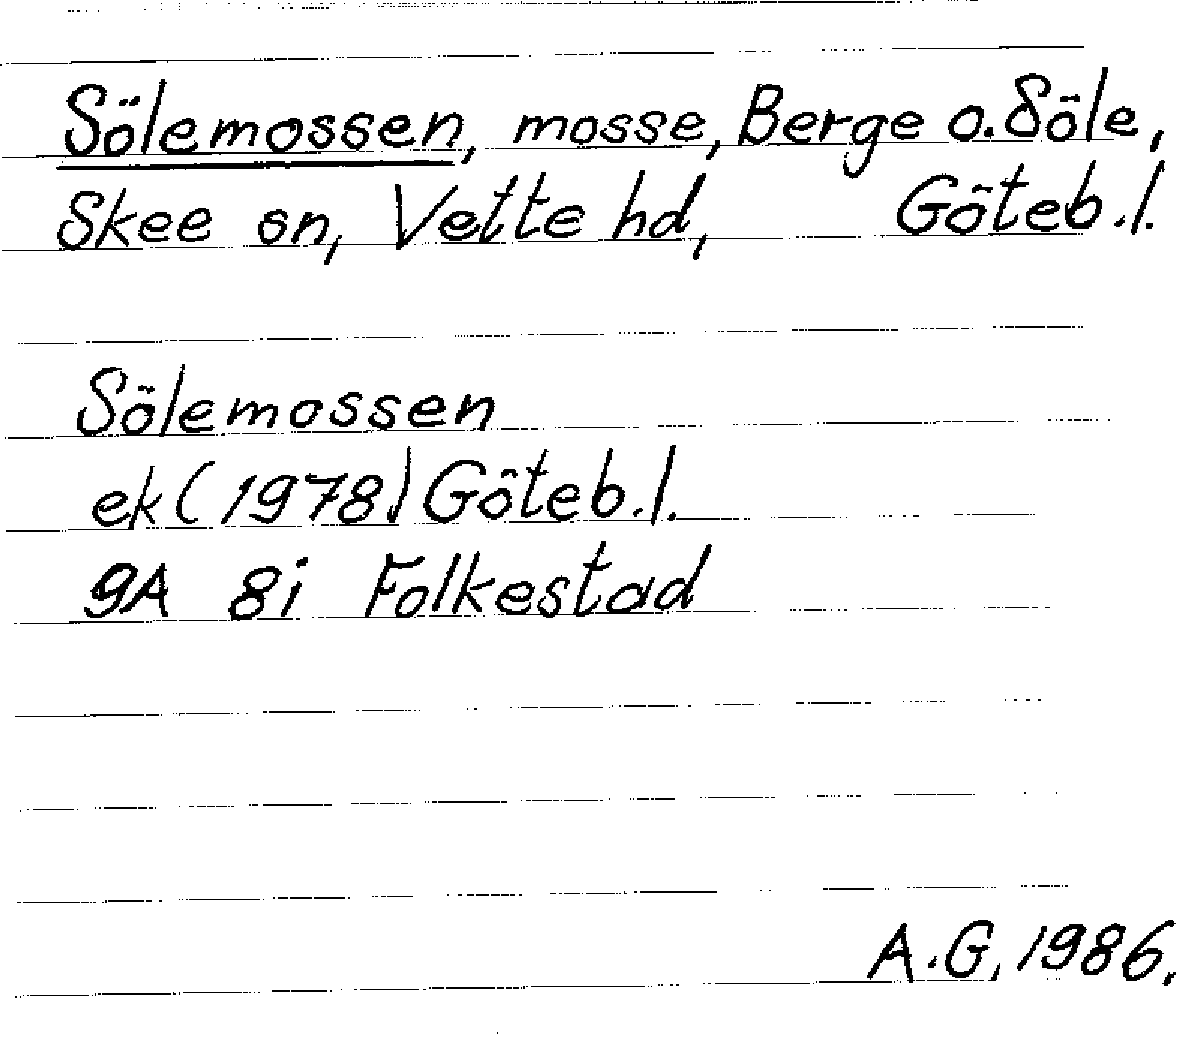 Sölemossen, mosse, Berge o. Söle,
Skee sn, Vette hd, Göteb.l.
Sölemossen
ek (1978) Göteb.l.
9A 8i Folkestad
A.G. 1986.